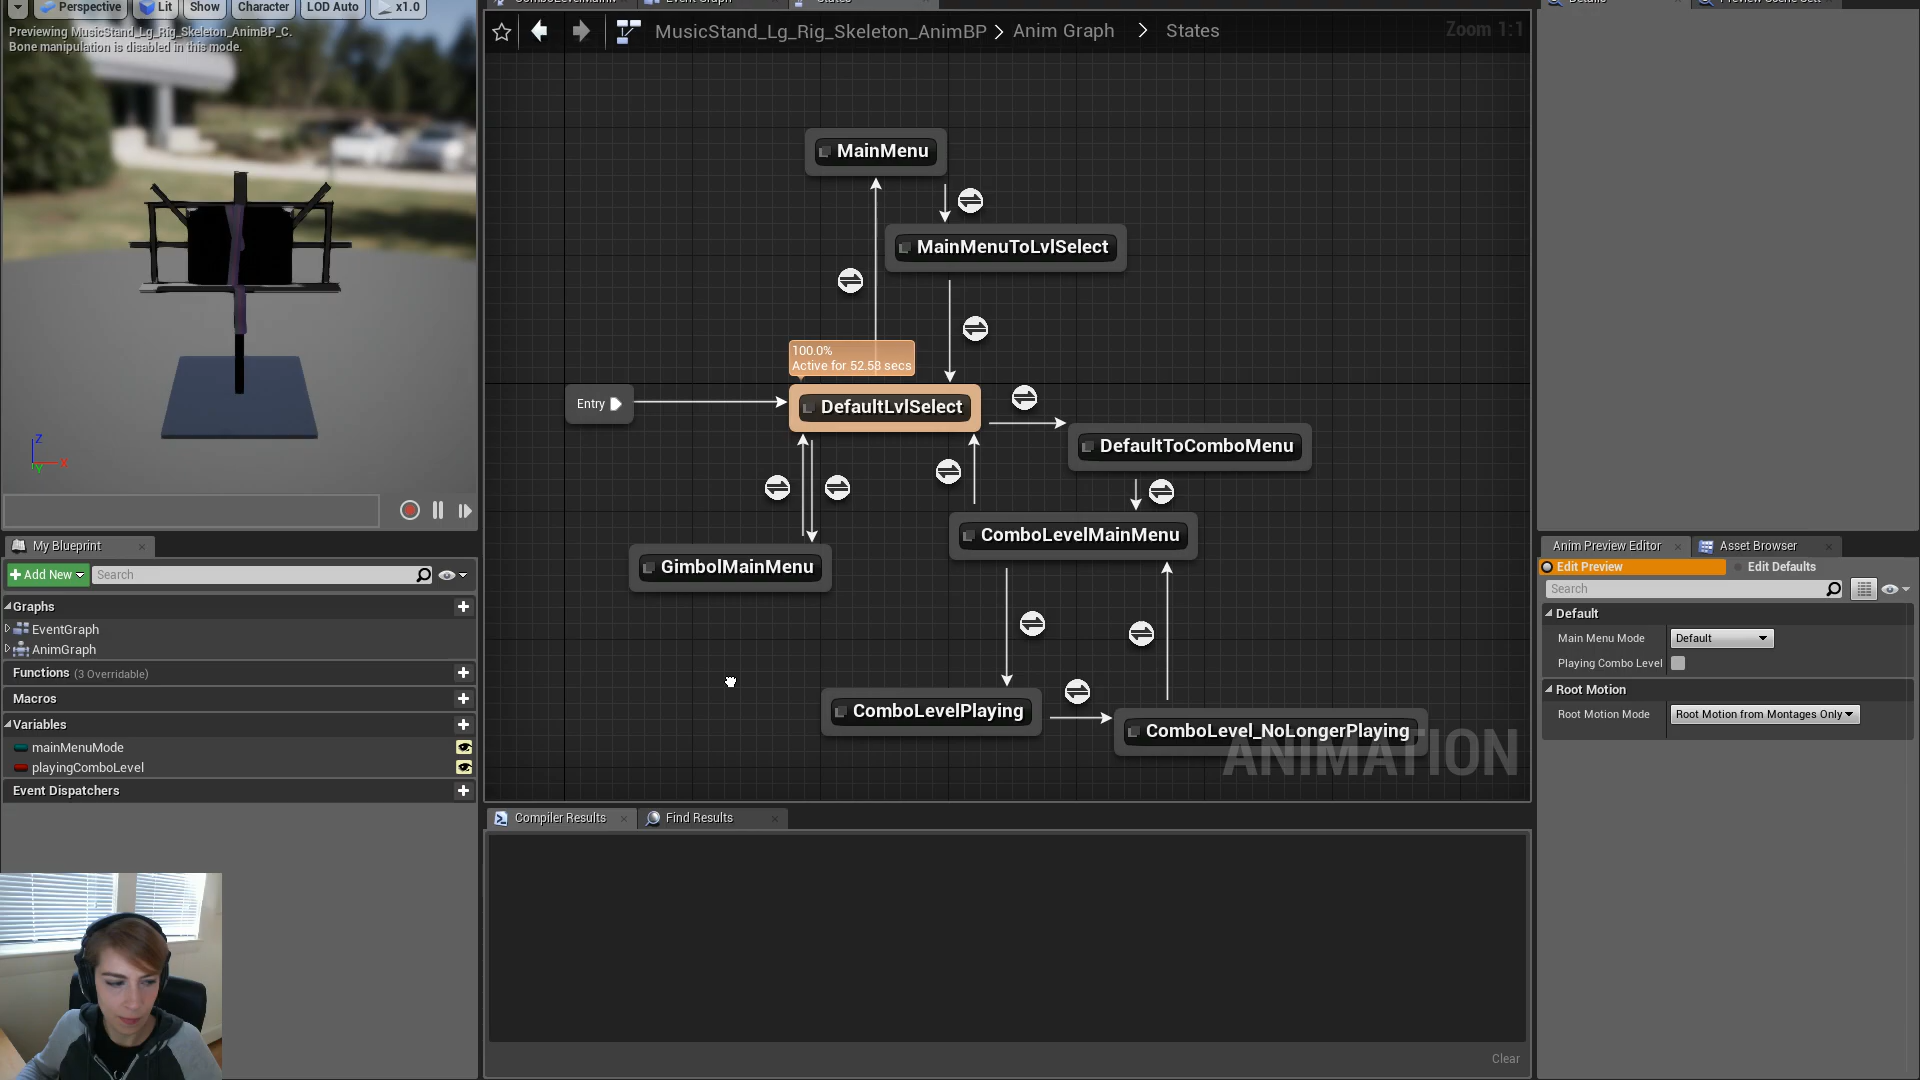 Perspective
Lit
Show
Character
LOD Auto
x1.0
Previewing MusicStand_Lg_Rig_Skeleton_AnimBP_C.
Bone manipulation is disabled in this mode.
MusicStand_Lg_Rig_Skeleton_AnimBP
Anim Graph
States
Zoom 1:1
MainMenu
MainMenuToLvlSelect
100.0%
Active for 52.53 secs
Entry
DefaultLvlSelect
DefaultToComboMenu
ComboLevelMainMenu
GimbolMainMenu
ComboLevelPlaying
ComboLevel_NoLongerPlaying
ANIMATION
Z
X
Y
My Blueprint
Add New
Search
Graphs
EventGraph
AnimGraph
Functions (3 Overridable)
Macros
Variables
mainMenuMode
playingComboLevel
Event Dispatchers
Compiler Results
Find Results
Clear
Anim Preview Editor
Asset Browser
Edit Preview
Edit Defaults
Search
Default
Main Menu Mode
Default
Playing Combo Level
Root Motion
Root Motion Mode
Root Motion from Montages Only